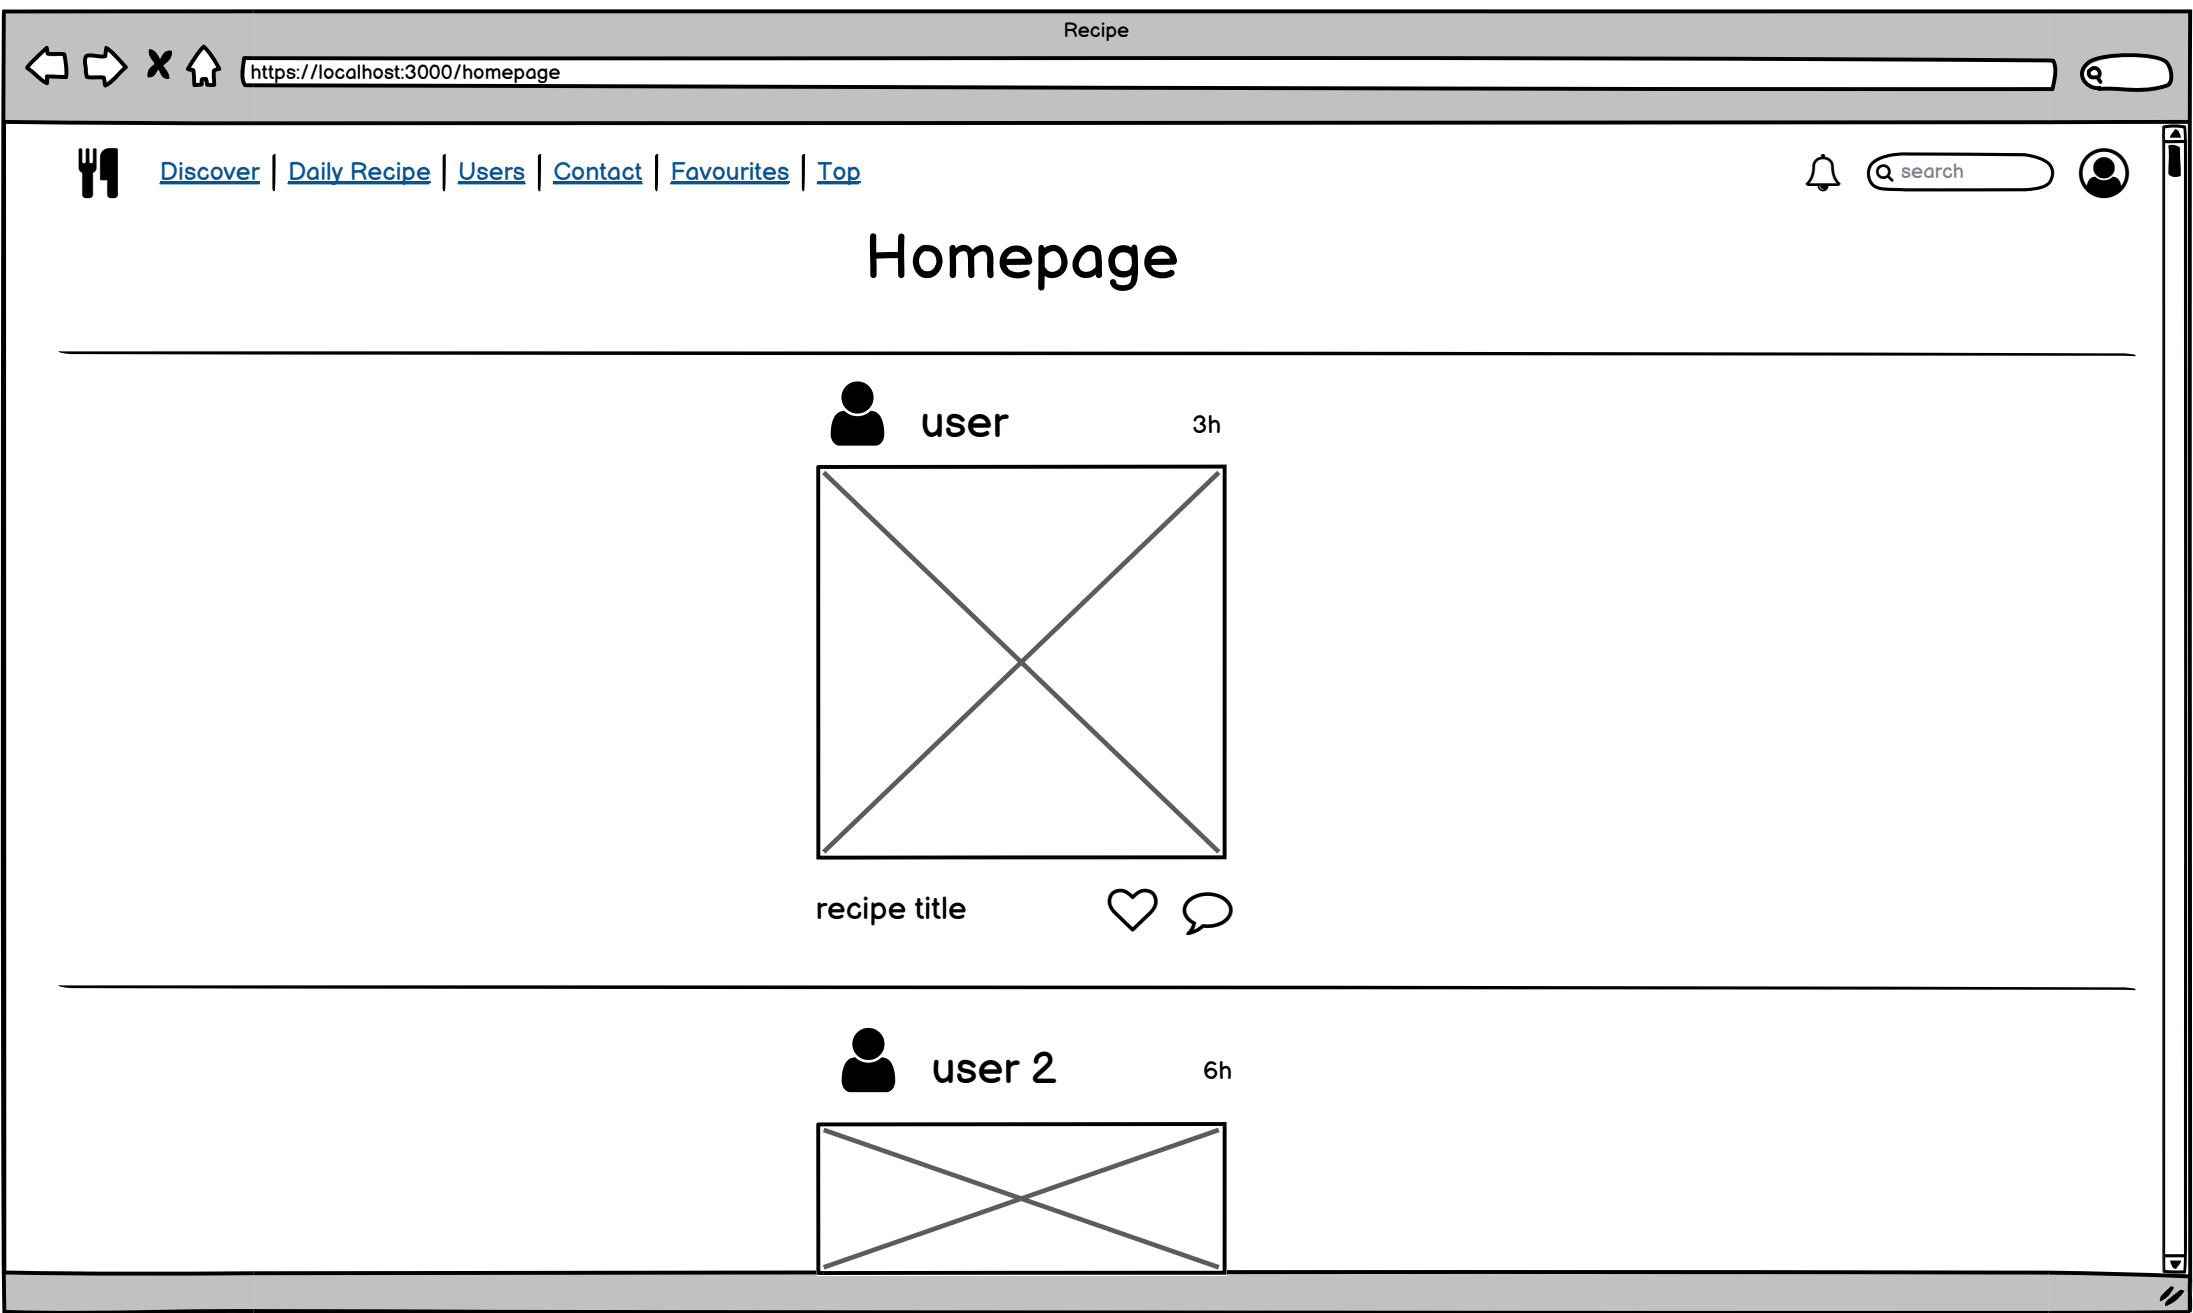 Recipe
https://localhost:3000/homepage
Discover | Daily Recipe | Users | Contact | Favourites | Top
search
Homepage
user 3h
recipe title
user 2 6h